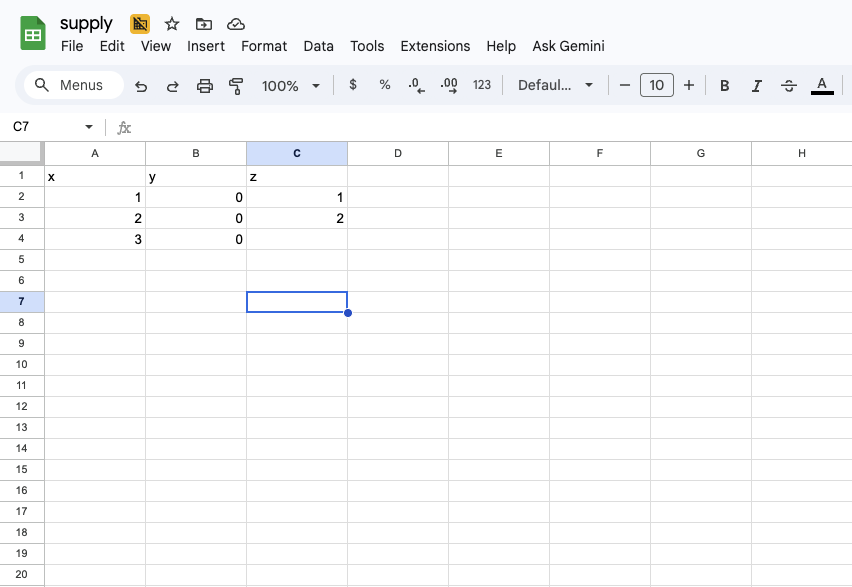 supply
File Edit View Insert Format Data Tools Extensions Help Ask Gemini
Menus 100% $ % .0 .00 123 Defaul... − 10 + B I S A
C7 fx
A B C D E F G H
1 x y z
2 1 0 1
3 2 0 2
4 3 0
5
6
7
8
9
10
11
12
13
14
15
16
17
18
19
20